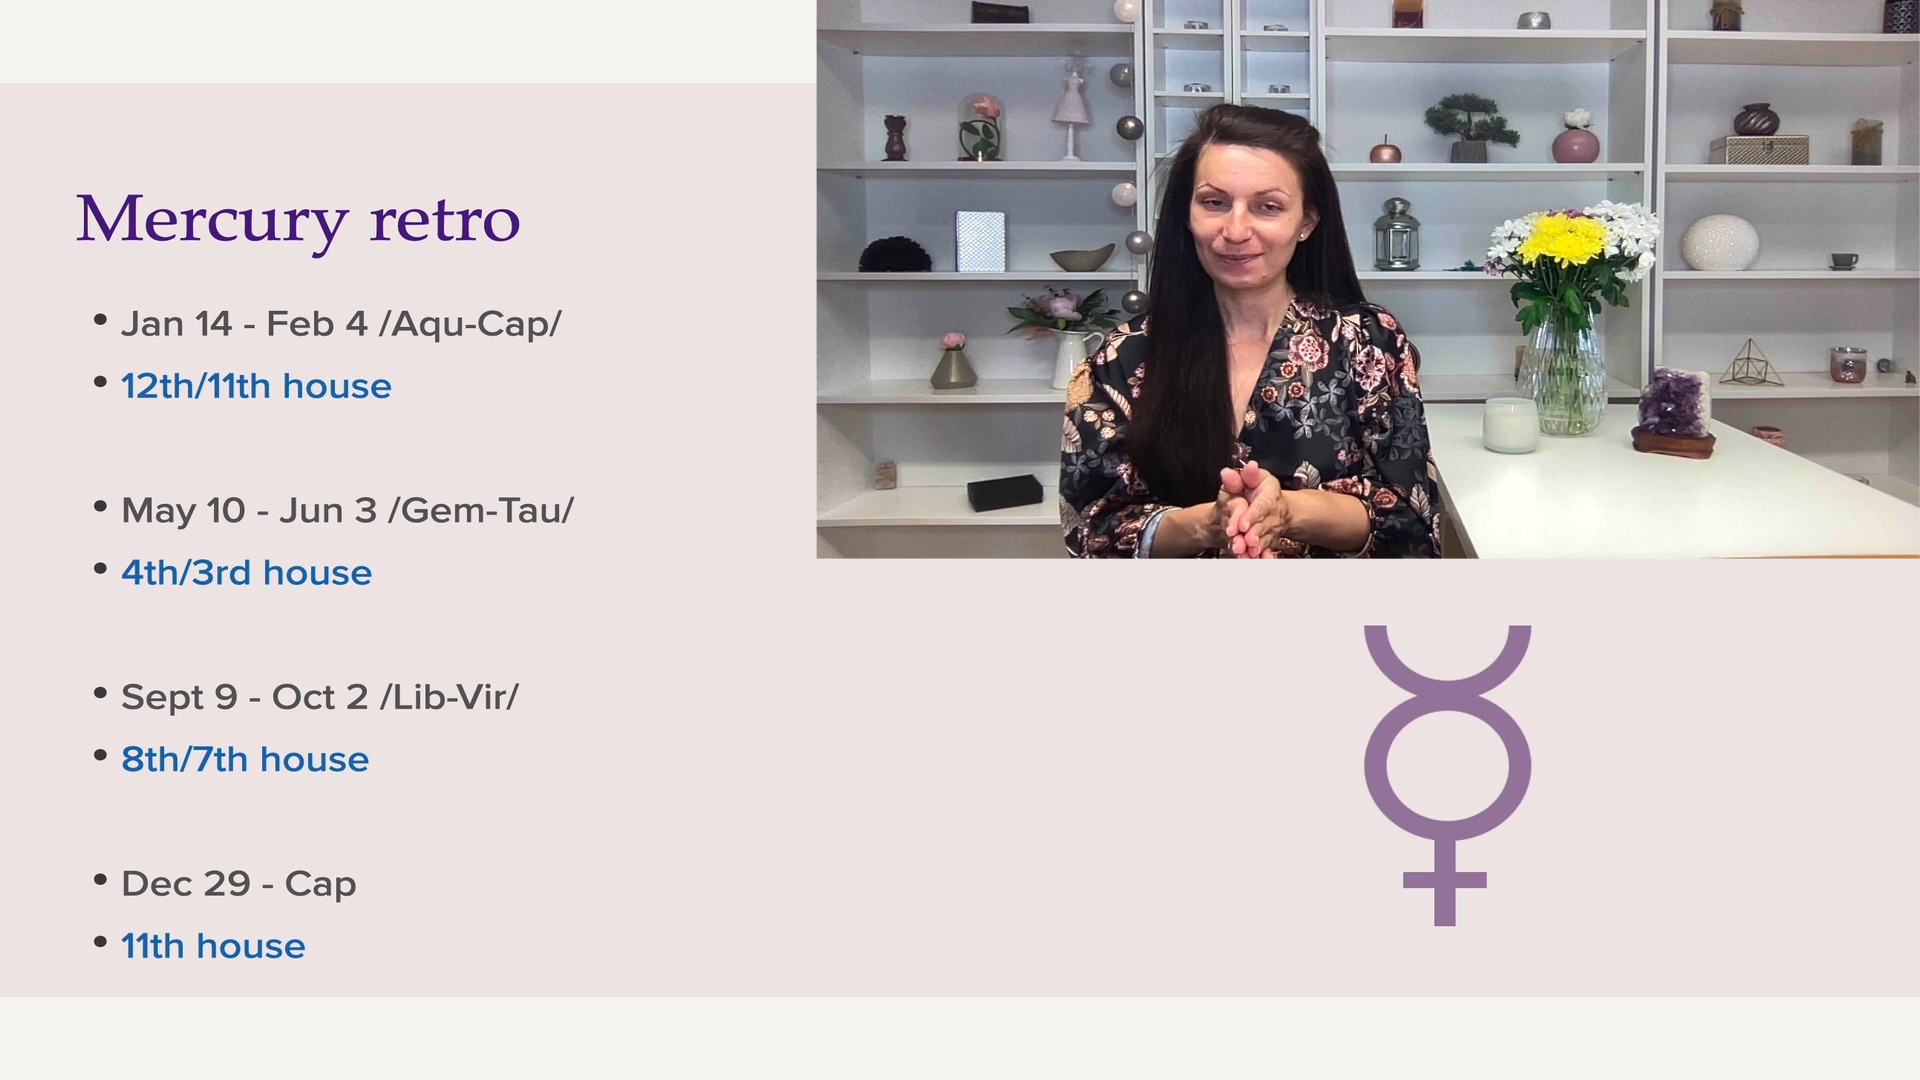 Mercury retro
• Jan 14 - Feb 4 /Aqu-Cap/
• 12th/11th house
• May 10 - Jun 3 /Gem-Tau/
• 4th/3rd house
• Sept 9 - Oct 2 /Lib-Vir/
• 8th/7th house
• Dec 29 - Cap
• 11th house